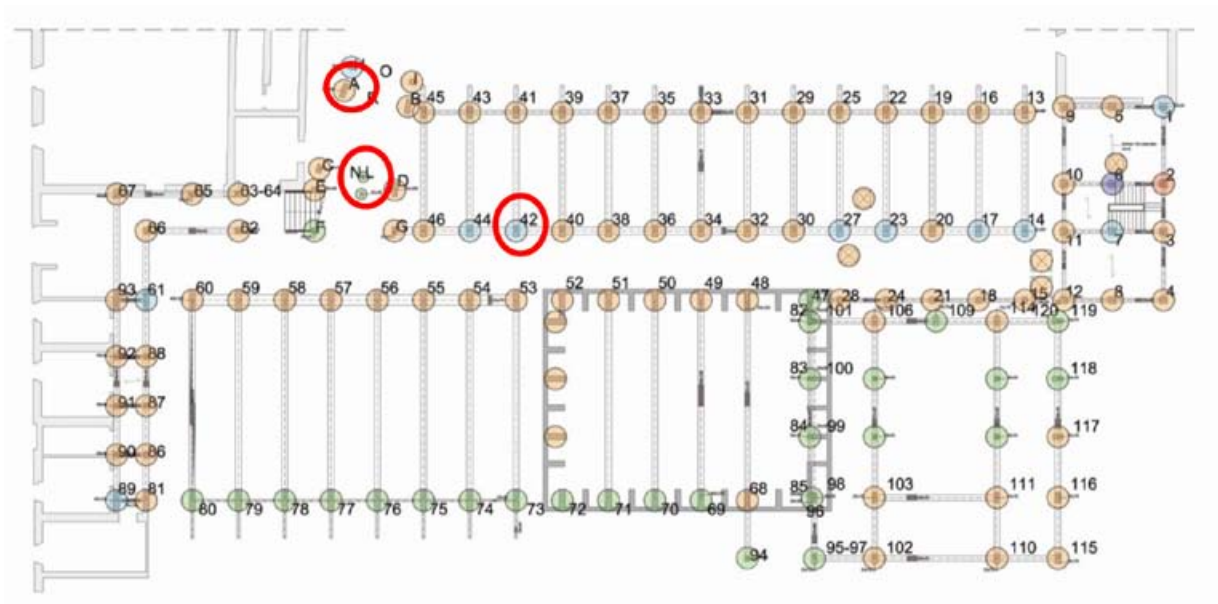 A O I
R B 45 43 41 39 37 35 33 31 29 25 22 19 16 13 9 5 1
C N L D
67 65 63-64 E 10 6 2
66 62 F G 46 44 42 40 38 36 34 32 30 27 23 20 17 14 11 7 3
93 61 60 59 58 57 56 55 54 53 52 51 50 49 48 47 28 24 21 18 15 12 8 4
82 101 106 109 114 120 119
92 88 83 100 118
91 87 84 99 117
90 86
89 81 80 79 78 77 76 75 74 73 72 71 70 69 68 85 98 103 111 116
96
94 95-97 102 110 115